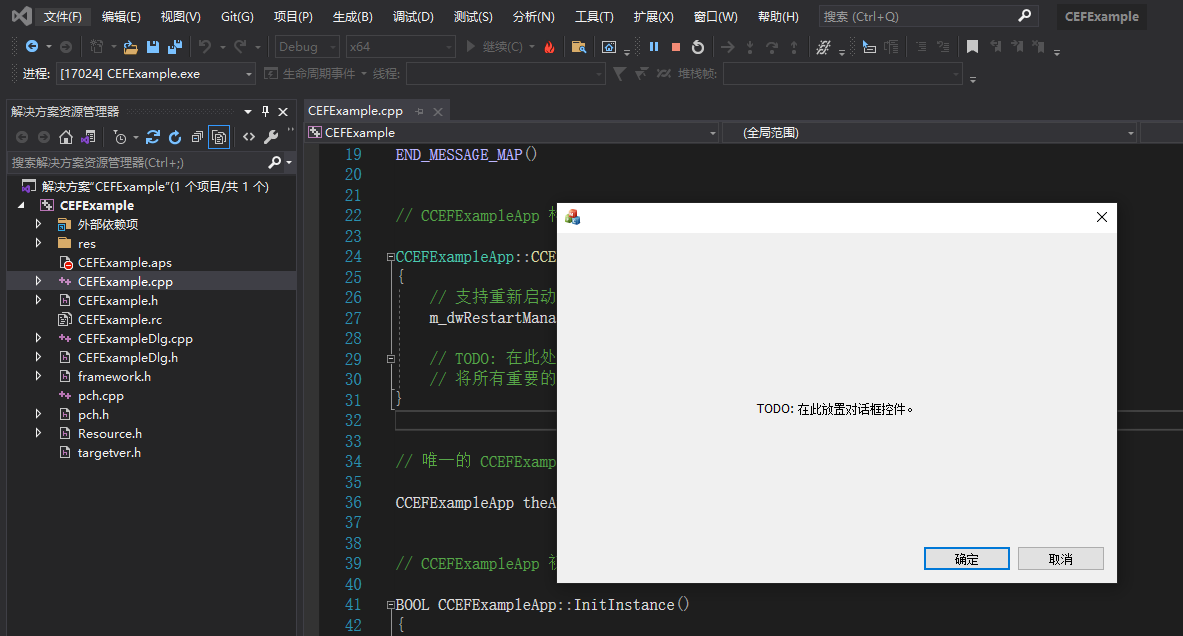 文件(F) 编辑(E) 视图(V) Git(G) 项目(P) 生成(B) 调试(D) 测试(S) 分析(N) 工具(T) 扩展(X) 窗口(W) 帮助(H) 搜索 (Ctrl+Q) CEFExample
Debug x64 继续(C)
进程: [17024] CEFExample.exe 生命周期事件 线程: 堆栈帧:
解决方案资源管理器
搜索解决方案资源管理器(Ctrl+;)
解决方案"CEFExample"(1 个项目/共 1 个)
CEFExample
外部依赖项
res
CEFExample.aps
CEFExample.cpp
CEFExample.h
CEFExample.rc
CEFExampleDlg.cpp
CEFExampleDlg.h
framework.h
pch.cpp
pch.h
Resource.h
targetver.h
CEFExample.cpp
CEFExample (全局范围)
19 END_MESSAGE_MAP()
20
21
22 // CCEFExampleApp
23
24 CCEFExampleApp::CCE
25 {
26 // 支持重新启动
27 m_dwRestartMana
28
29 // TODO: 在此处
30 // 将所有重要的
31 }
32
33
34 // 唯一的 CCEFExamp
35
36 CCEFExampleApp theA
37
38
39 // CCEFExampleApp
40
41 BOOL CCEFExampleApp::InitInstance()
42 {
TODO: 在此放置对话框控件。
确定 取消